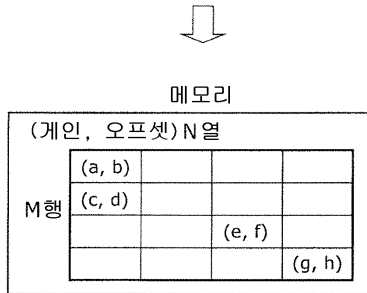 메모리
(게인, 오프셋)N열
(a, b)
M행
(c, d)
(e, f)
(g, h)